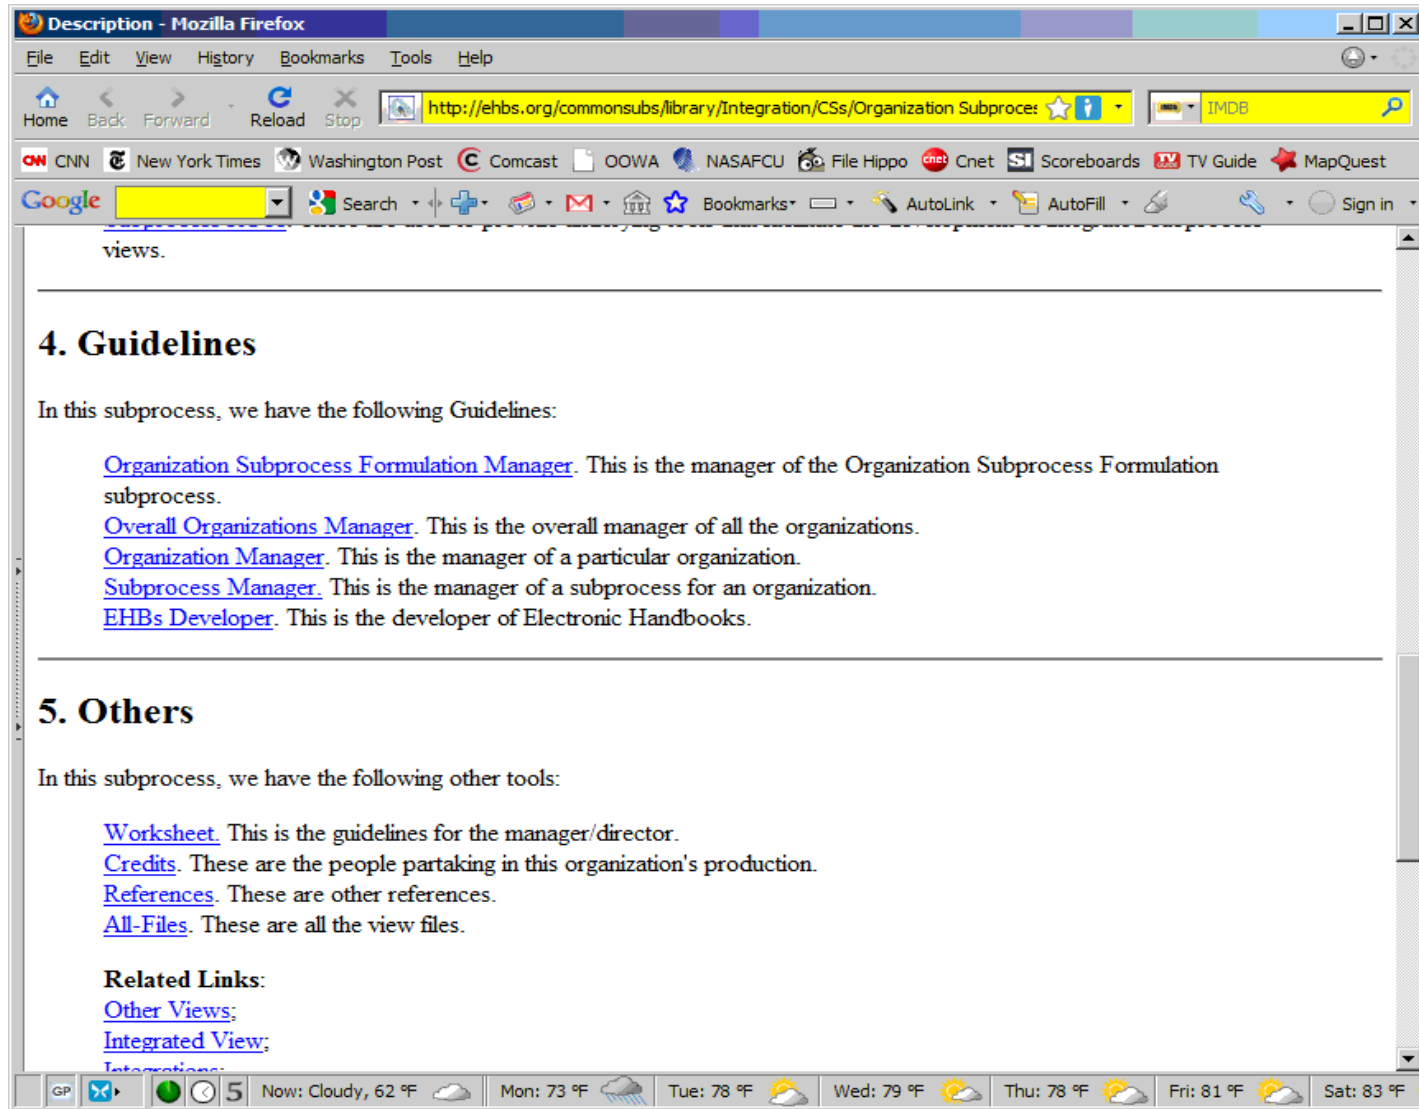 Description - Mozilla Firefox
File Edit View History Bookmarks Tools Help
Home Back Forward Reload Stop http://ehbs.org/commonsubs/library/Integration/CSs/Organization Subproces IMDB
CNN New York Times Washington Post Comcast OOWA NASAFCU File Hippo cnet Cnet SI Scoreboards TV Guide MapQuest
Google Search Bookmarks AutoLink AutoFill Sign in
views.
4. Guidelines
In this subprocess, we have the following Guidelines:
Organization Subprocess Formulation Manager. This is the manager of the Organization Subprocess Formulation
subprocess.
Overall Organizations Manager. This is the overall manager of all the organizations.
Organization Manager. This is the manager of a particular organization.
Subprocess Manager. This is the manager of a subprocess for an organization.
EHBs Developer. This is the developer of Electronic Handbooks.
5. Others
In this subprocess, we have the following other tools:
Worksheet. This is the guidelines for the manager/director.
Credits. These are the people partaking in this organization's production.
References. These are other references.
All-Files. These are all the view files.
Related Links:
Other Views;
Integrated View;
Integrations;
GP 5 Now: Cloudy, 62 °F Mon: 73 °F Tue: 78 °F Wed: 79 °F Thu: 78 °F Fri: 81 °F Sat: 83 °F